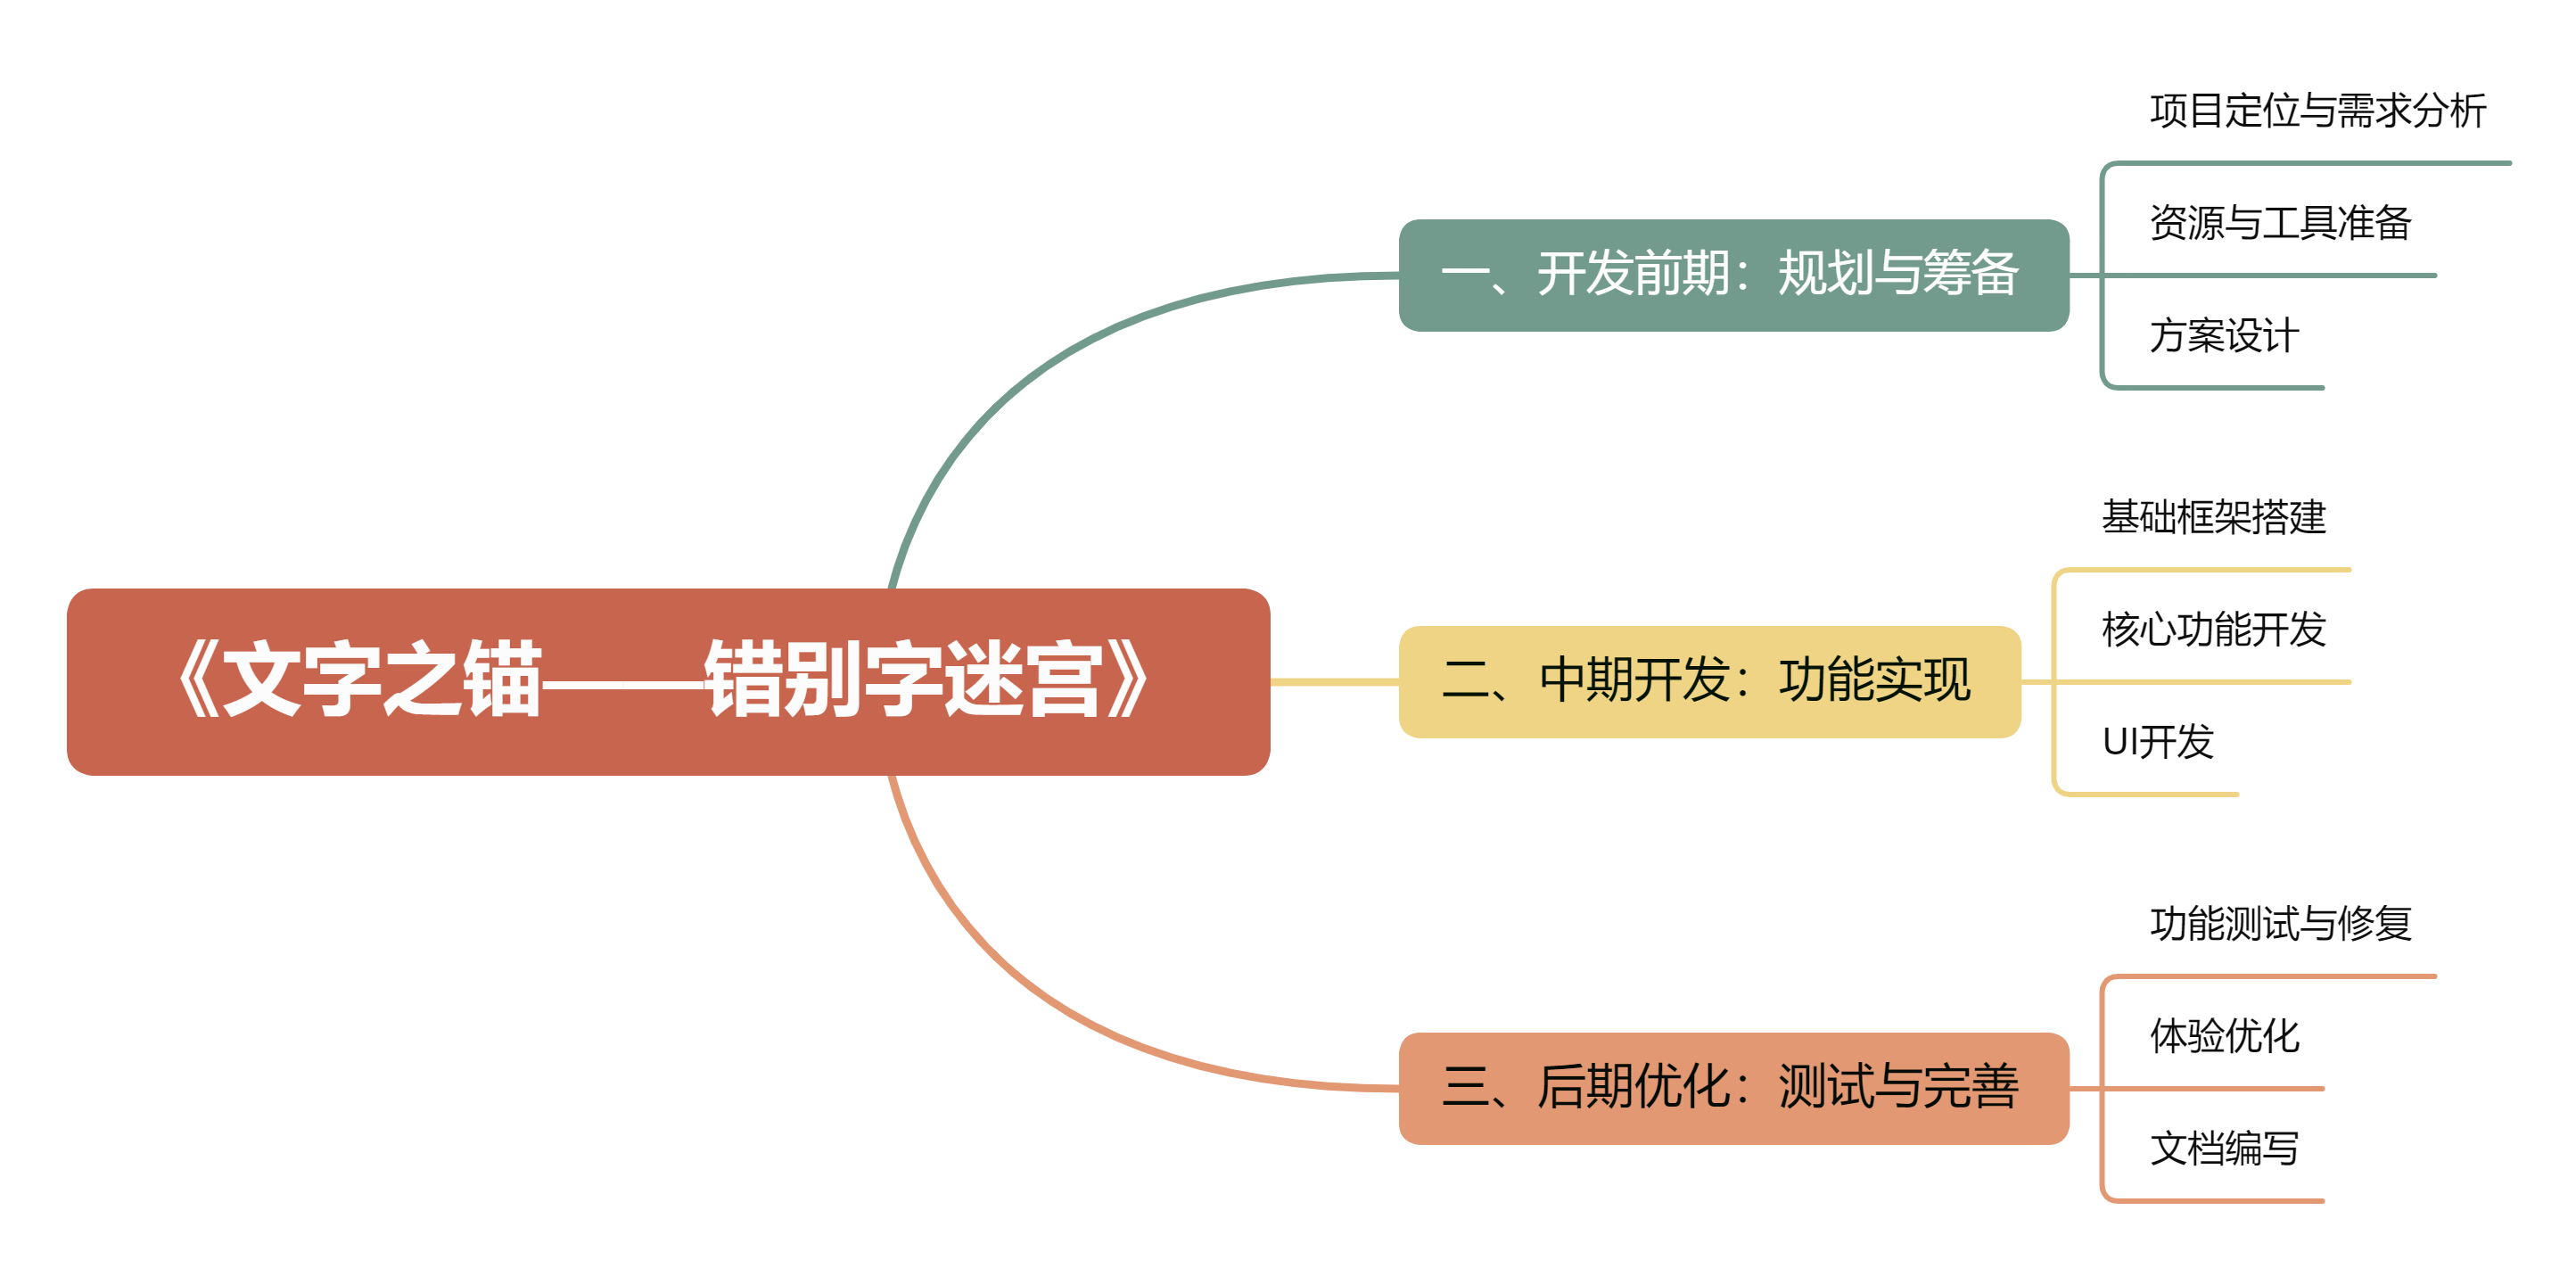 《文字之锚——错别字迷宫》
一、开发前期：规划与筹备
项目定位与需求分析
资源与工具准备
方案设计
二、中期开发：功能实现
基础框架搭建
核心功能开发
UI开发
三、后期优化：测试与完善
功能测试与修复
体验优化
文档编写